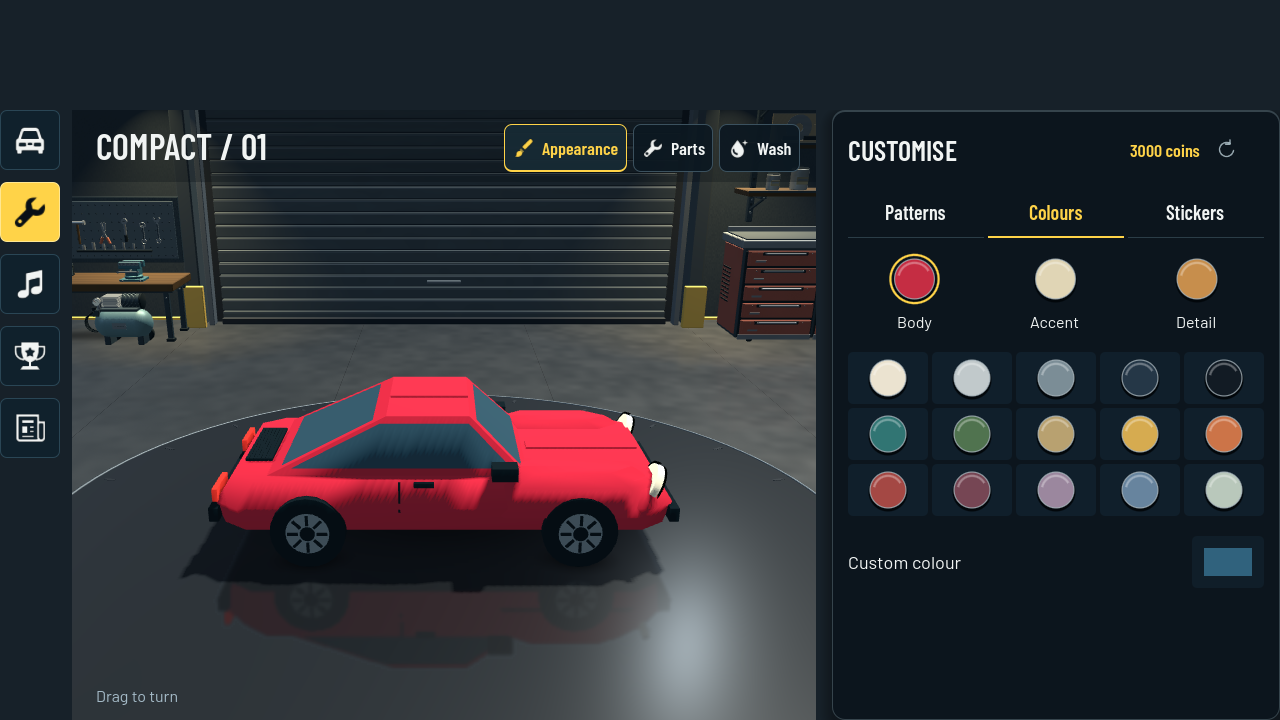 COMPACT / 01
Appearance
Parts
Wash
CUSTOMISE
3000 coins
Patterns
Colours
Stickers
Body
Accent
Detail
Custom colour
Drag to turn